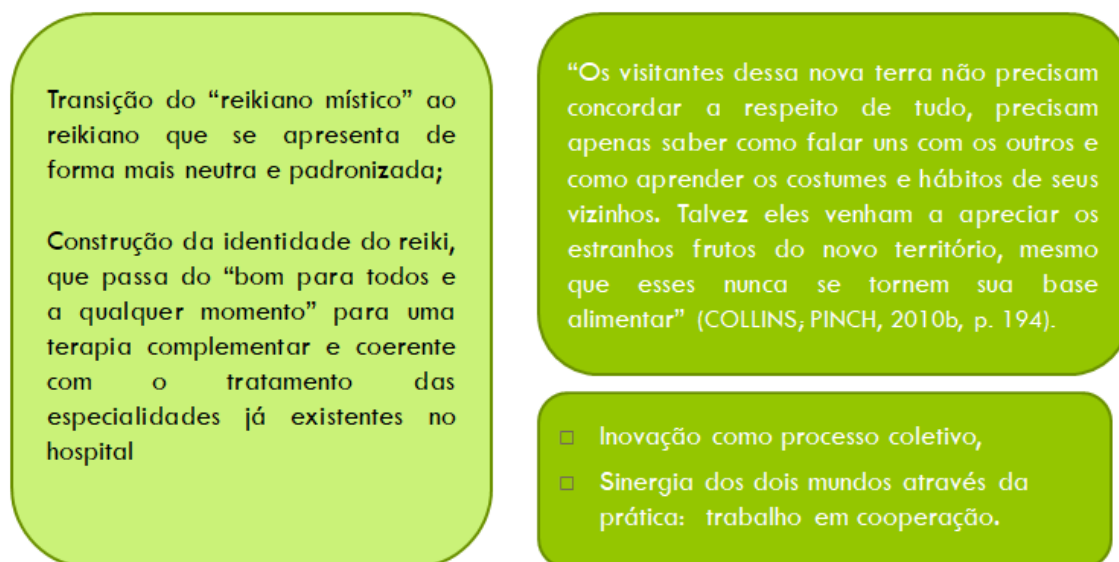 Transição do “reikiano místico” ao
reikiano que se apresenta de
forma mais neutra e padronizada;
Construção da identidade do reiki,
que passa do “bom para todos e
a qualquer momento” para uma
terapia complementar e coerente
com o tratamento das
especialidades já existentes no
hospital
“Os visitantes dessa nova terra não precisam
concordar a respeito de tudo, precisam
apenas saber como falar uns com os outros e
como aprender os costumes e hábitos de seus
vizinhos. Talvez eles venham a apreciar os
estranhos frutos do novo território, mesmo
que esses nunca se tornem sua base
alimentar” (COLLINS; PINCH, 2010b, p. 194).
Inovação como processo coletivo,
Sinergia dos dois mundos através da
prática: trabalho em cooperação.